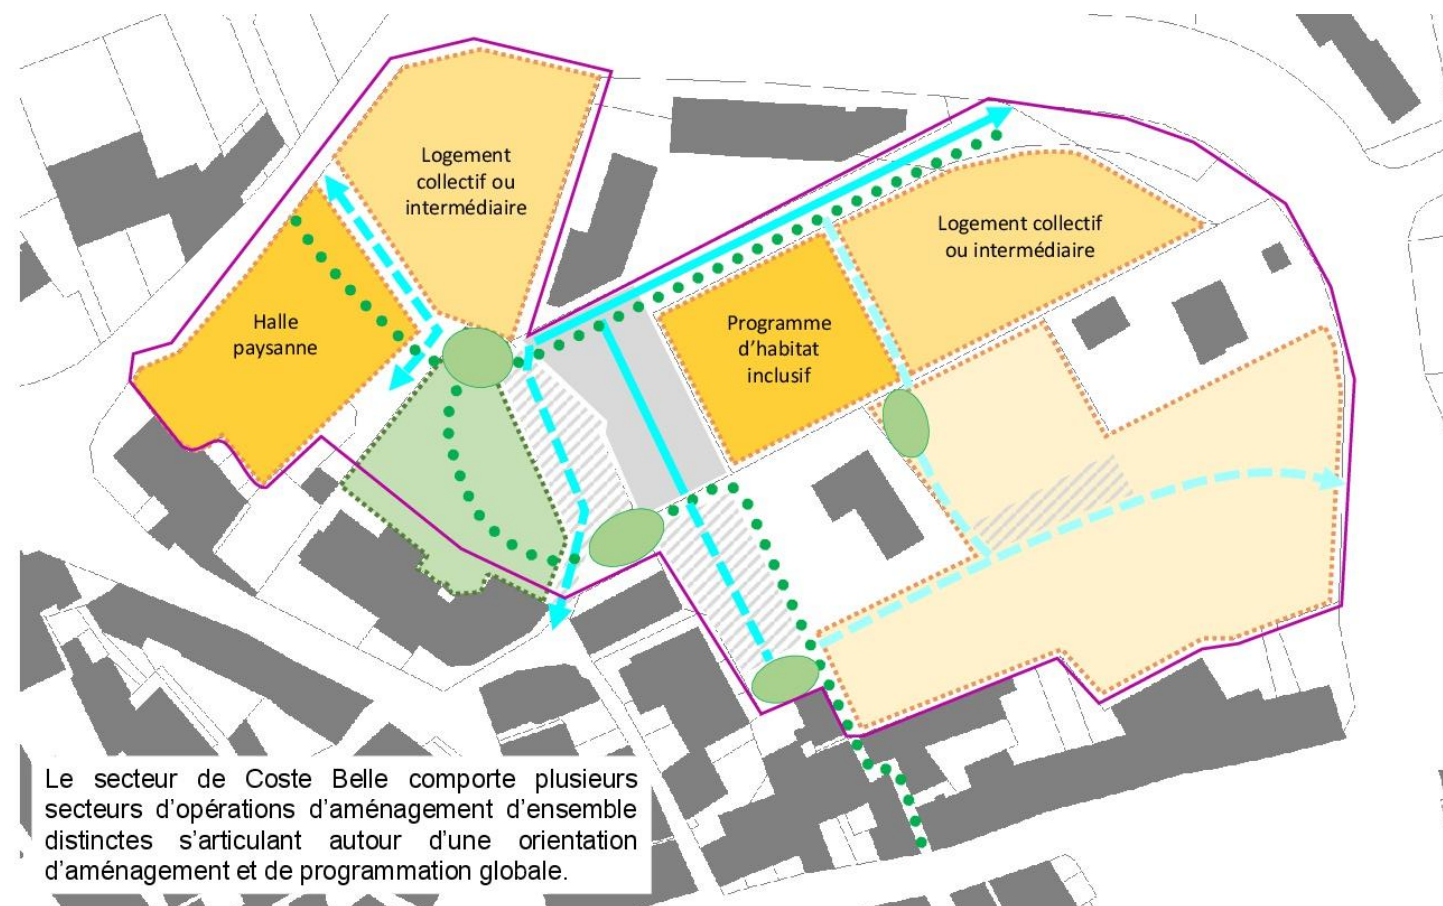 Logement
collectif ou
intermédiaire
Logement collectif
ou intermédiaire
Halle
paysanne
Programme
d’habitat
inclusif
Le secteur de Coste Belle comporte plusieurs
secteurs d’opérations d’aménagement d’ensemble
distinctes s’articulant autour d’une orientation
d’aménagement et de programmation globale.